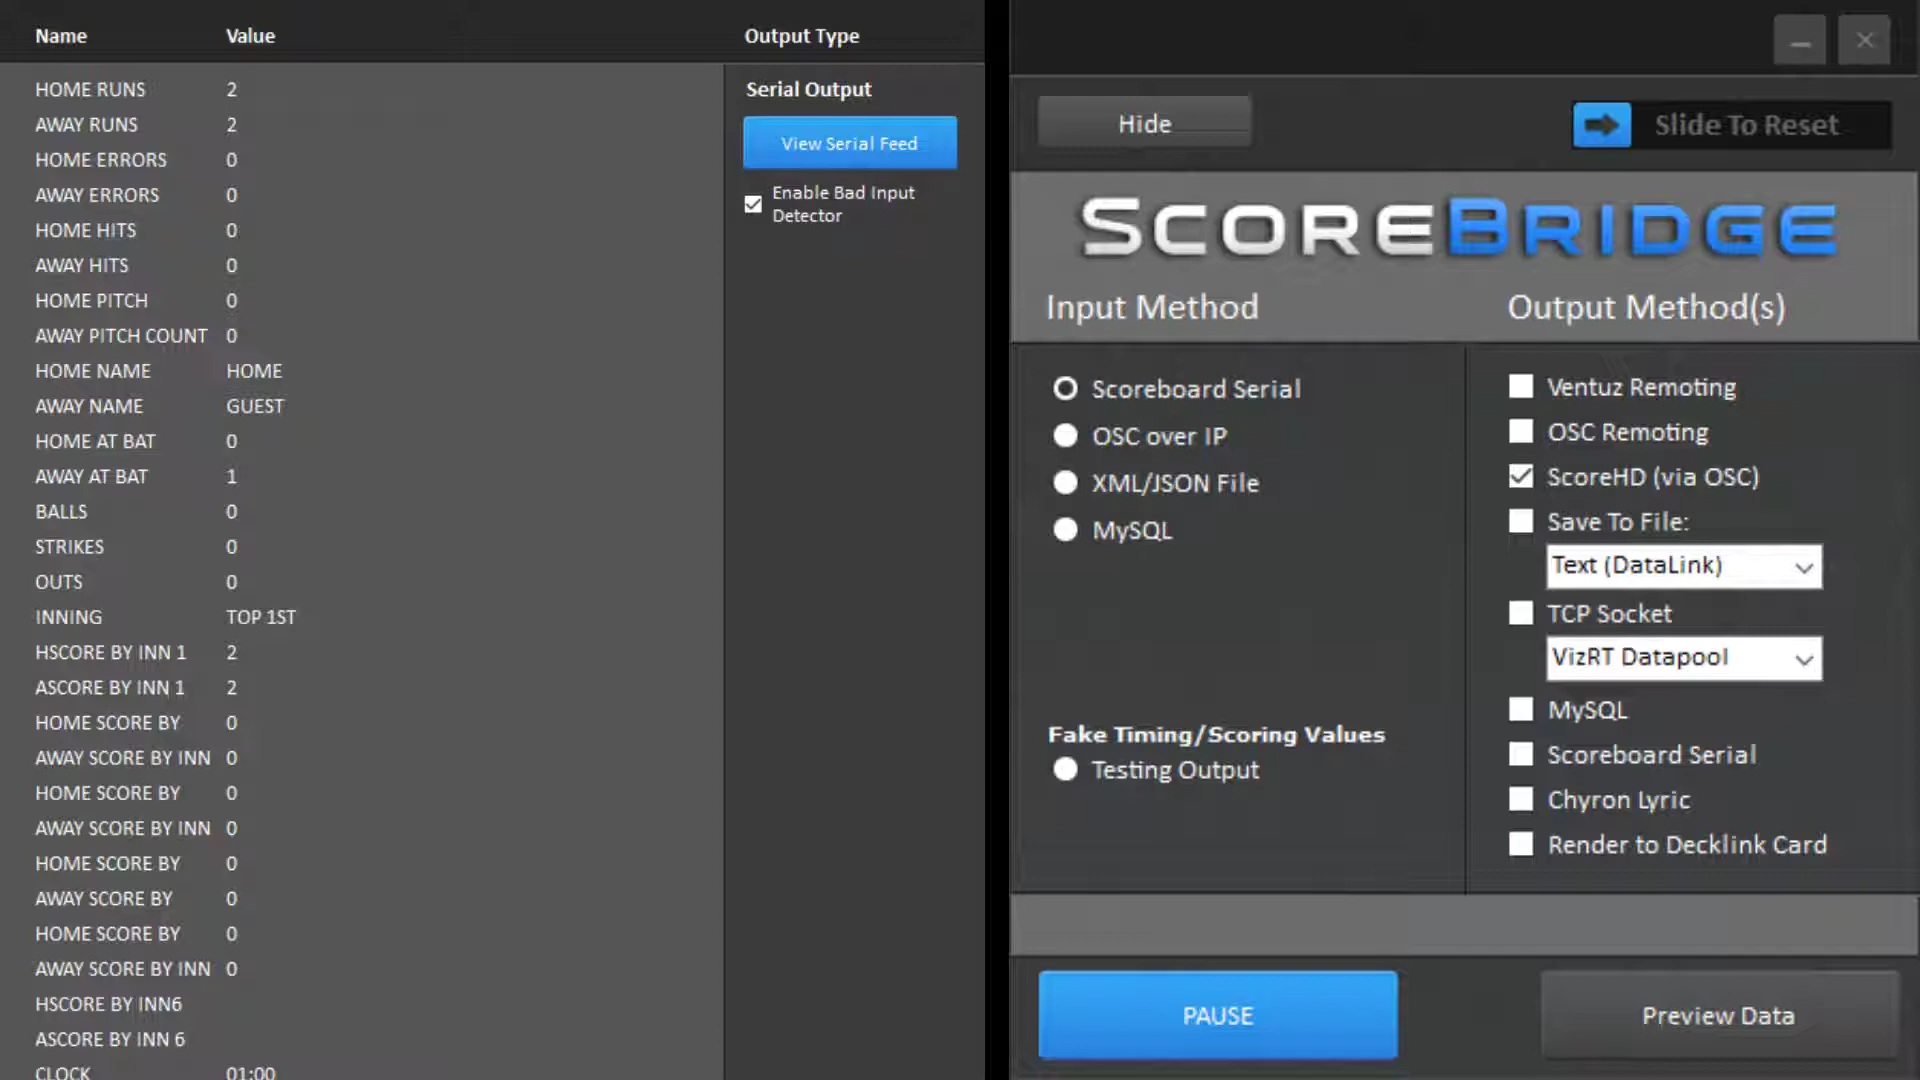 Name Value Output Type
HOME RUNS 2
AWAY RUNS 2
HOME ERRORS 0
AWAY ERRORS 0
HOME HITS 0
AWAY HITS 0
HOME PITCH 0
AWAY PITCH COUNT 0
HOME NAME HOME
AWAY NAME GUEST
HOME AT BAT 0
AWAY AT BAT 1
BALLS 0
STRIKES 0
OUTS 0
INNING TOP 1ST
HSCORE BY INN 1 2
ASCORE BY INN 1 2
HOME SCORE BY 0
AWAY SCORE BY INN 0
HOME SCORE BY 0
AWAY SCORE BY INN 0
HOME SCORE BY 0
AWAY SCORE BY 0
HOME SCORE BY 0
AWAY SCORE BY INN 0
HSCORE BY INN6
ASCORE BY INN 6
CLOCK 01:00
Serial Output
View Serial Feed
Enable Bad Input
Detector
Hide
Slide To Reset
SCOREBRIDGE
Input Method
Scoreboard Serial
OSC over IP
XML/JSON File
MySQL
Fake Timing/Scoring Values
Testing Output
Output Method(s)
Ventuz Remoting
OSC Remoting
ScoreHD (via OSC)
Save To File:
Text (DataLink)
TCP Socket
VizRT Datapool
MySQL
Scoreboard Serial
Chyron Lyric
Render to Decklink Card
PAUSE
Preview Data